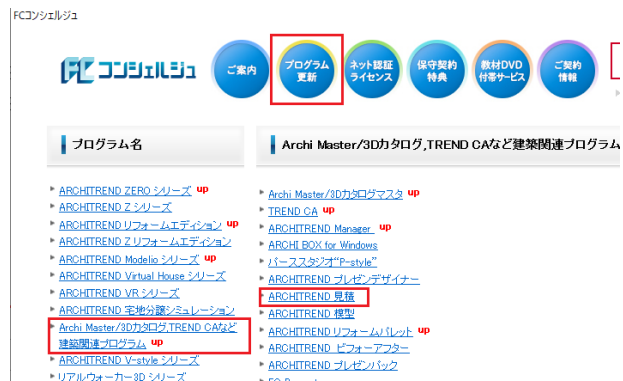 FCコンシェルジュ
FC コンシェルジュ
ご案内
プログラム
更新
ネット認証
ライセンス
保守契約
特典
教材DVD
付帯サービス
ご契約
情報
プログラム名
ARCHITREND ZERO シリーズ up
ARCHITREND Z シリーズ
ARCHITREND リフォームエディション up
ARCHITREND Z リフォームエディション
ARCHITREND Modelio シリーズ up
ARCHITREND Virtual House シリーズ
ARCHITREND VR シリーズ
ARCHITREND 宅地分譲シミュレーション
Archi Master/3Dカタログ,TREND CAなど
建築関連プログラム up
ARCHITREND V-style シリーズ
リアルウォーカー3D シリーズ
Archi Master/3Dカタログ,TREND CAなど建築関連プログラム
Archi Master/3Dカタログマスタ up
TREND CA up
ARCHITREND Manager up
ARCHI BOX for Windows
パーススタジオ"P-style"
ARCHITREND プレゼンデザイナー
ARCHITREND 見積
ARCHITREND 模型
ARCHITREND リフォームパレット up
ARCHITREND ビフォーアフター
ARCHITREND プレゼンパック